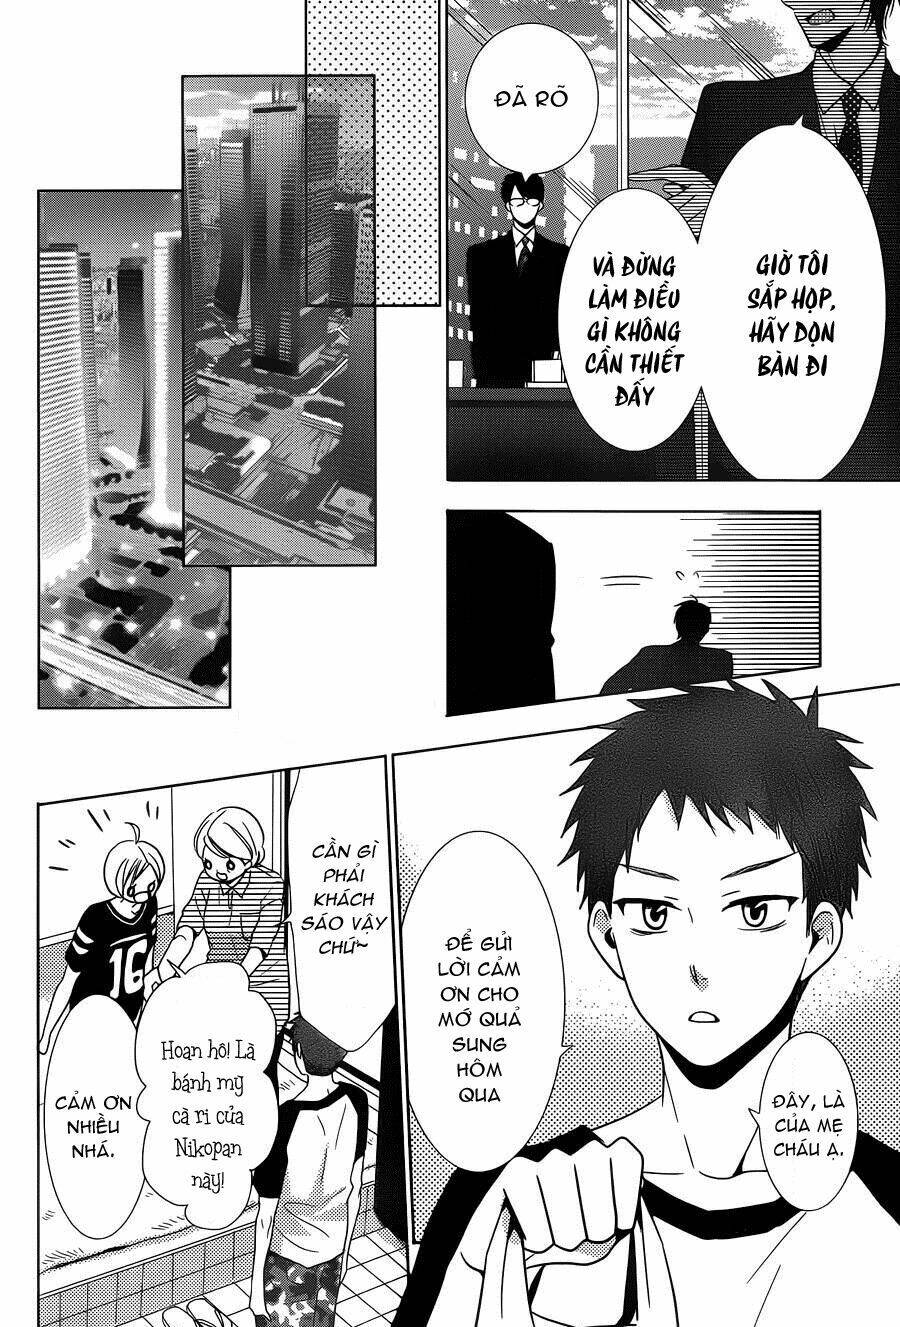 GIỜ TÔI
SẮP HỌP,
HÃY DỌN
BÀN ĐI
VÀ ĐỪNG
LÀM ĐIỀU
GÌ KHÔNG
CẦN THIẾT
ĐẤY
ĐÃ RÕ
ĐÂY, LÀ
CỦA MẸ
CHÁU Ạ.
ĐỂ GỬI
LỜI CẢM
ƠN CHO
MỚ QUẢ
SUNG
HÔM
QUA
CẦN GÌ
PHẢI
KHÁCH
SÁO VẬY
CHỨ~
Hoan hô! Là
bánh mỳ
cà ri của
Nikopan
này!
CẢM ƠN
NHIỀU
NHÁ.
16